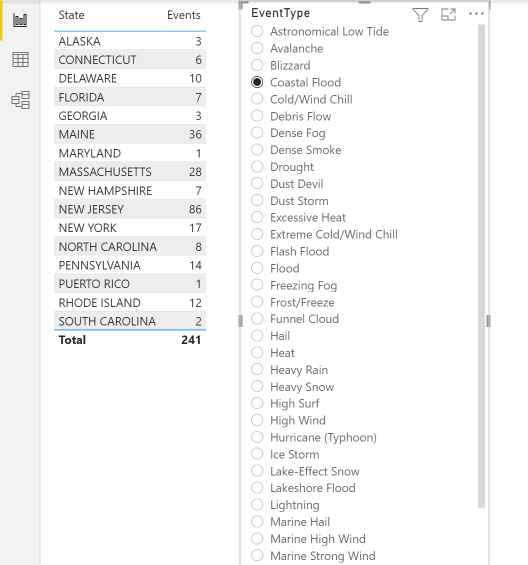 State Events
ALASKA 3
CONNECTICUT 6
DELAWARE 10
FLORIDA 7
GEORGIA 3
MAINE 36
MARYLAND 1
MASSACHUSETTS 28
NEW HAMPSHIRE 7
NEW JERSEY 86
NEW YORK 17
NORTH CAROLINA 8
PENNSYLVANIA 14
PUERTO RICO 1
RHODE ISLAND 12
SOUTH CAROLINA 2
Total 241
EventType
Astronomical Low Tide
Avalanche
Blizzard
Coastal Flood
Cold/Wind Chill
Debris Flow
Dense Fog
Dense Smoke
Drought
Dust Devil
Dust Storm
Excessive Heat
Extreme Cold/Wind Chill
Flash Flood
Flood
Freezing Fog
Frost/Freeze
Funnel Cloud
Hail
Heat
Heavy Rain
Heavy Snow
High Surf
High Wind
Hurricane (Typhoon)
Ice Storm
Lake-Effect Snow
Lakeshore Flood
Lightning
Marine Hail
Marine High Wind
Marine Strong Wind